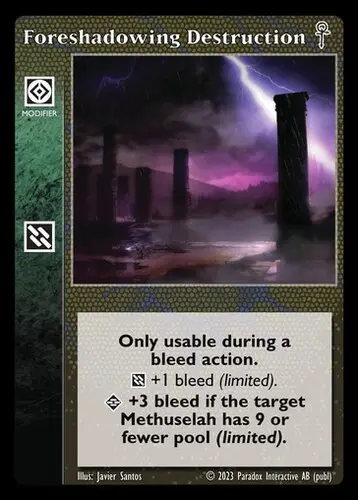 Foreshadowing Destruction
MODIFIER
Only usable during a
bleed action.
+1 bleed (limited).
+3 bleed if the target
Methuselah has 9 or
fewer pool (limited).
Illus: Javier Santos © 2023 Paradox Interactive AB (publ)